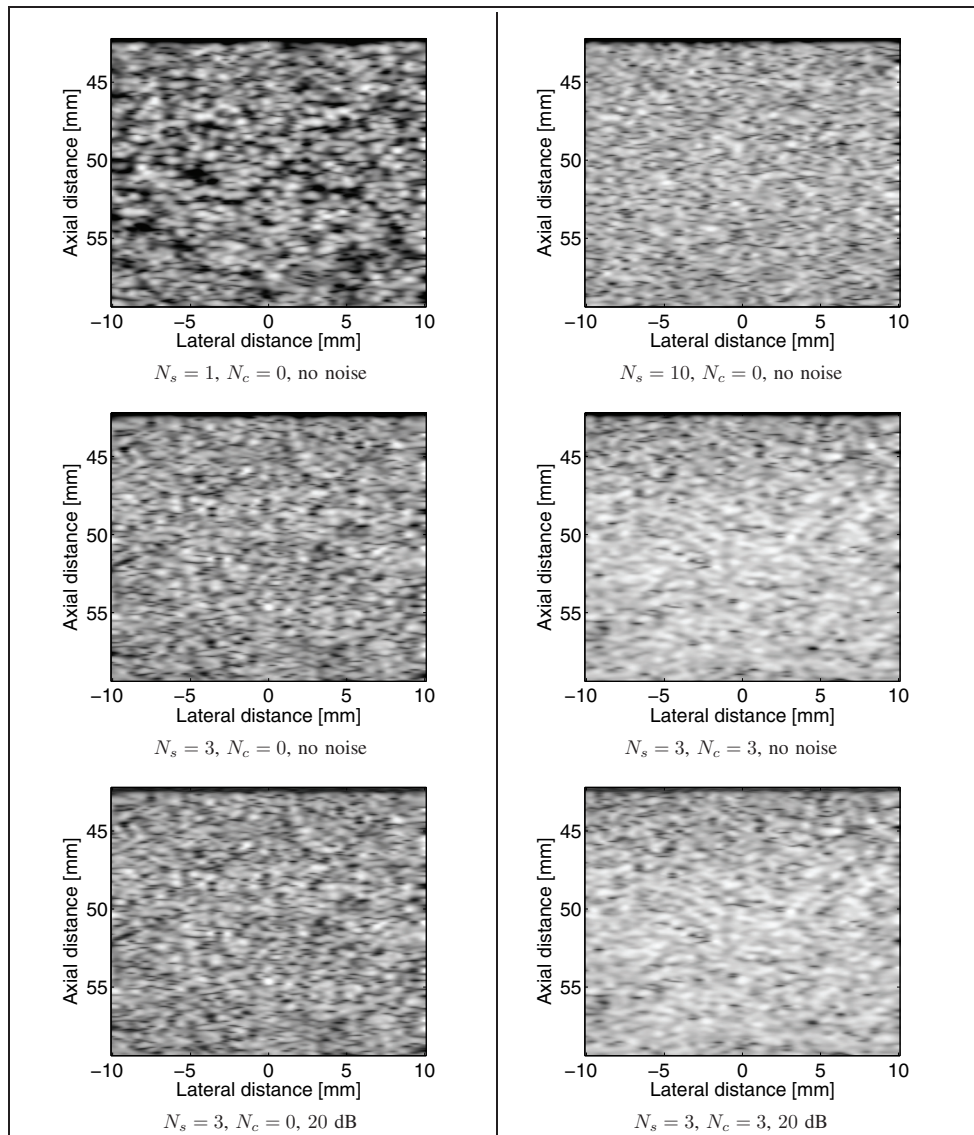 45
50
55
Axial distance [mm]
−10 −5 0 5 10
Lateral distance [mm]
N_s = 1, N_c = 0, no noise
45
50
55
Axial distance [mm]
−10 −5 0 5 10
Lateral distance [mm]
N_s = 10, N_c = 0, no noise
45
50
55
Axial distance [mm]
−10 −5 0 5 10
Lateral distance [mm]
N_s = 3, N_c = 0, no noise
45
50
55
Axial distance [mm]
−10 −5 0 5 10
Lateral distance [mm]
N_s = 3, N_c = 3, no noise
45
50
55
Axial distance [mm]
−10 −5 0 5 10
Lateral distance [mm]
N_s = 3, N_c = 0, 20 dB
45
50
55
Axial distance [mm]
−10 −5 0 5 10
Lateral distance [mm]
N_s = 3, N_c = 3, 20 dB